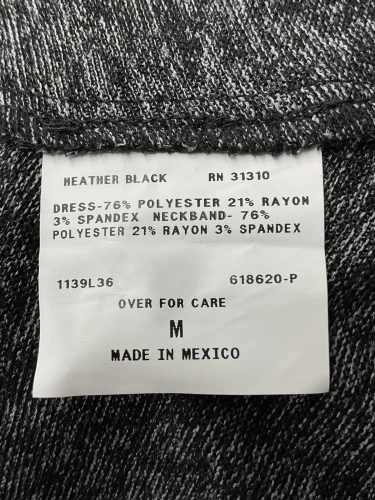 HEATHER BLACK RN 31310
DRESS-76% POLYESTER 21% RAYON
3% SPANDEX NECKBAND- 76%
POLYESTER 21% RAYON 3% SPANDEX
1139L36 618620-P
OVER FOR CARE
M
MADE IN MEXICO